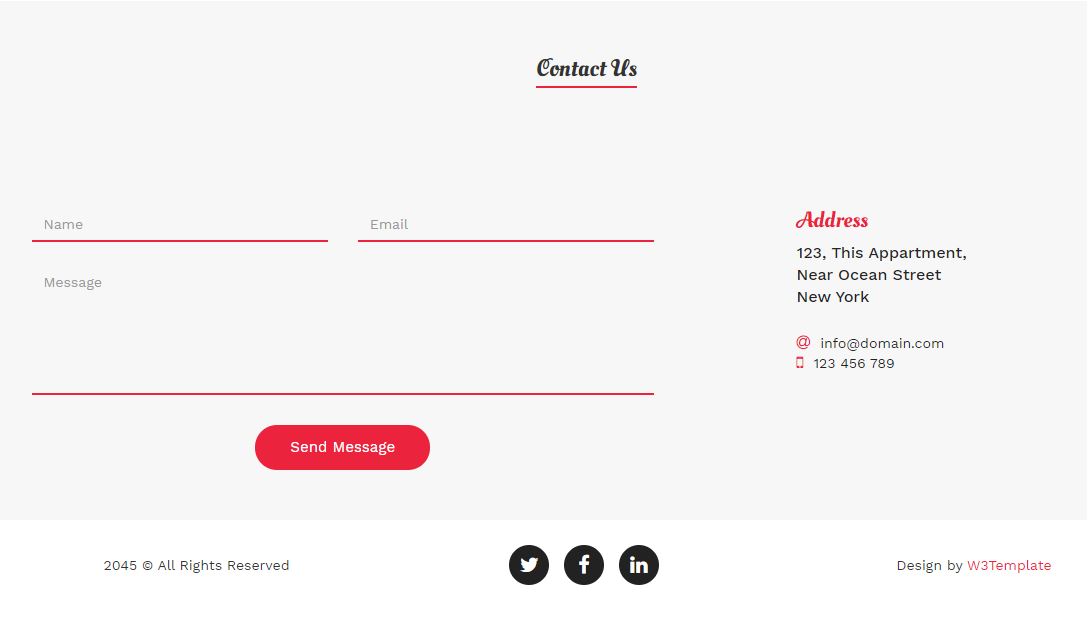 Contact Us
Name
Email
Message
Send Message
Address
123, This Appartment,
Near Ocean Street
New York
@ info@domain.com
123 456 789
2045 © All Rights Reserved
Design by W3Template